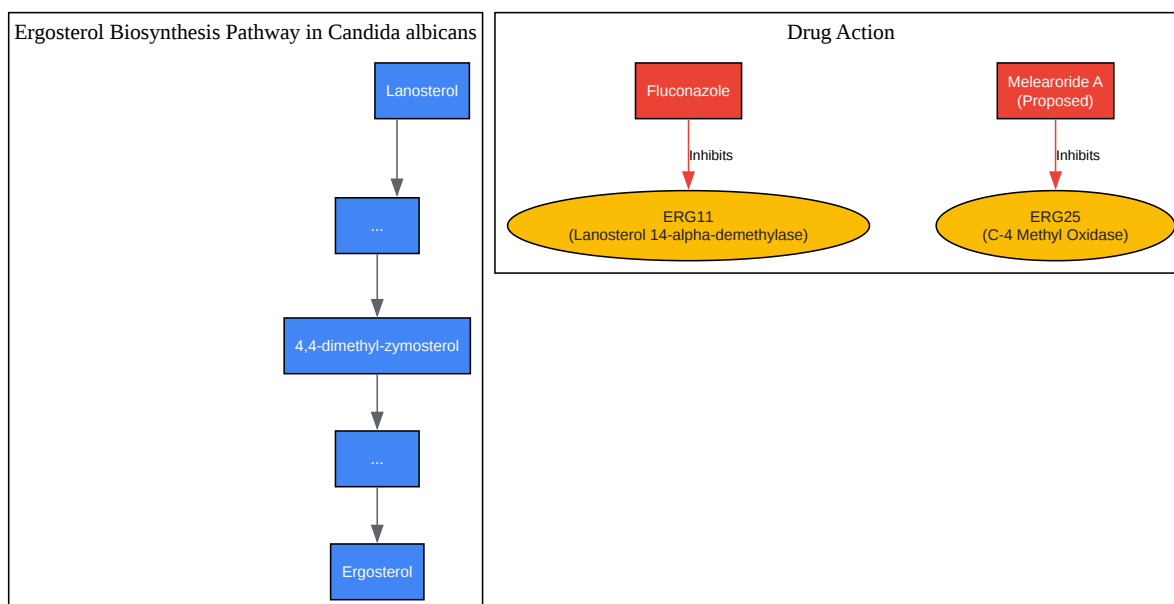 Ergosterol Biosynthesis Pathway in Candida albicans
Lanosterol
...
4,4-dimethyl-zymosterol
...
Ergosterol
Drug Action
Fluconazole
Inhibits
ERG11
(Lanosterol 14-alpha-demethylase)
Melearoride A
(Proposed)
Inhibits
ERG25
(C-4 Methyl Oxidase)